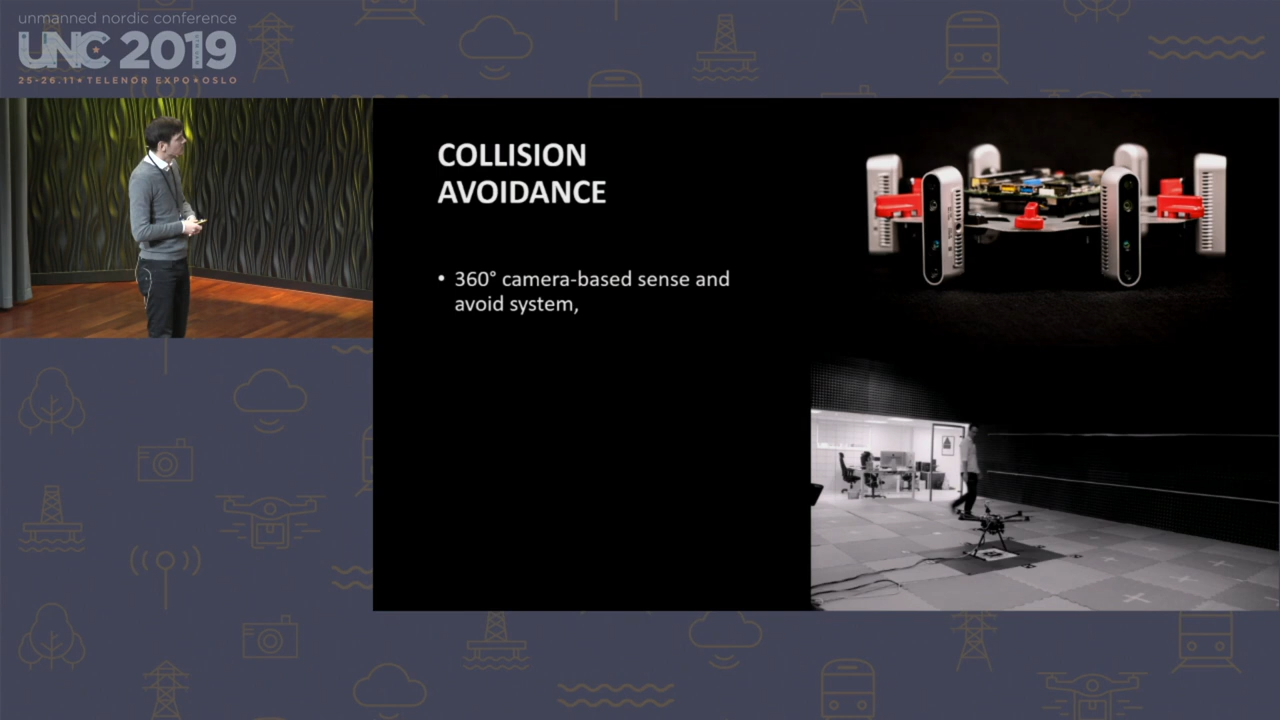 unmanned nordic conference
UNC 2019
25-26.11★TELENOR EXPO★OSLO
COLLISION
AVOIDANCE
• 360° camera-based sense and
avoid system,